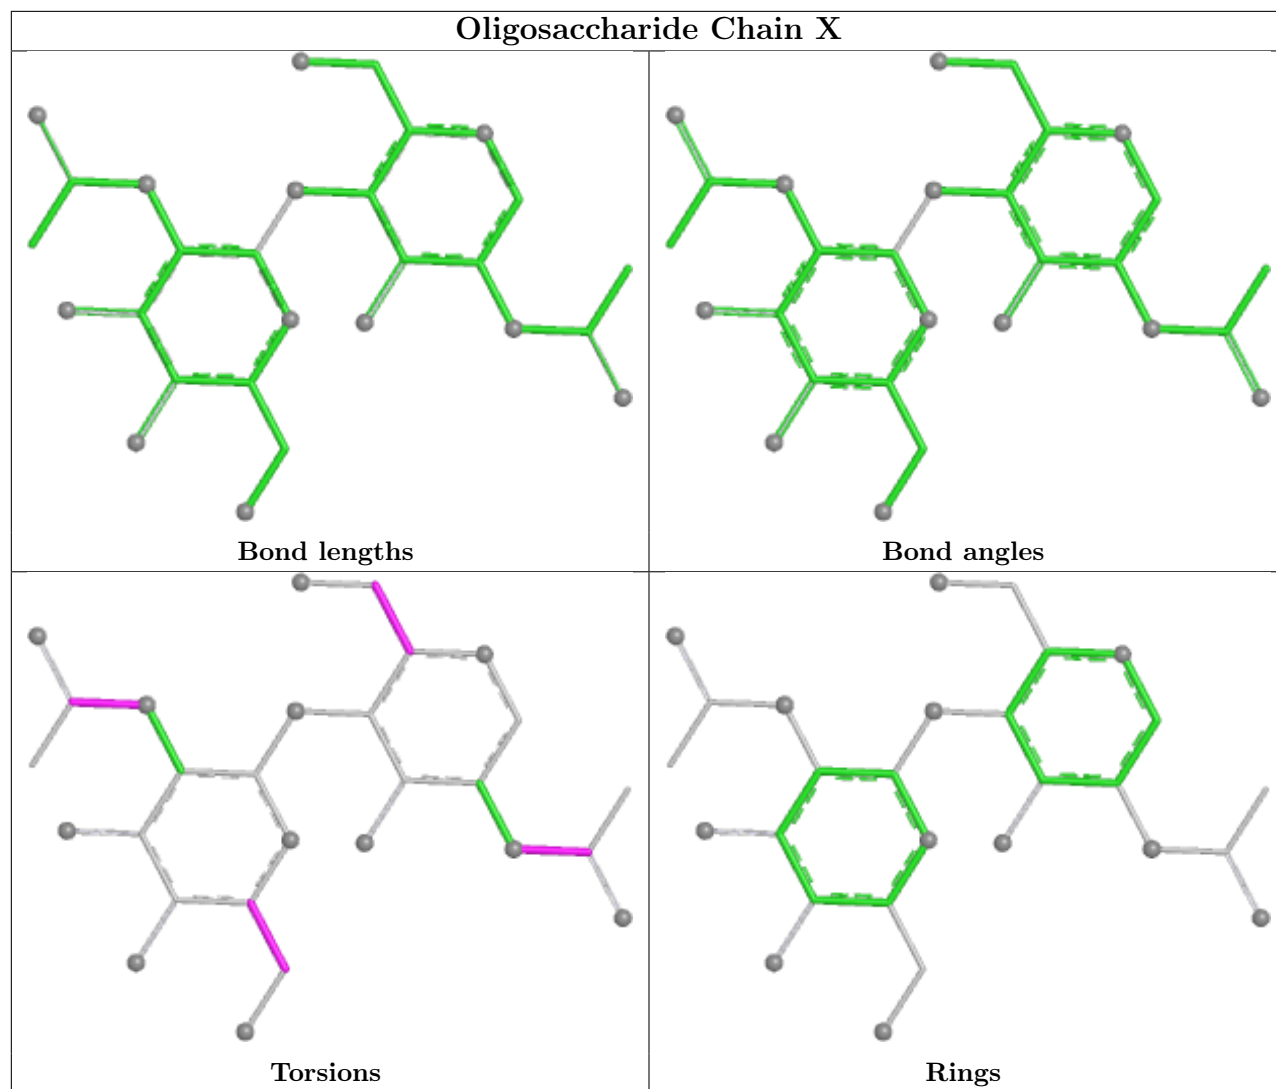 Oligosaccharide Chain X
Bond lengths
Bond angles
Torsions
Rings